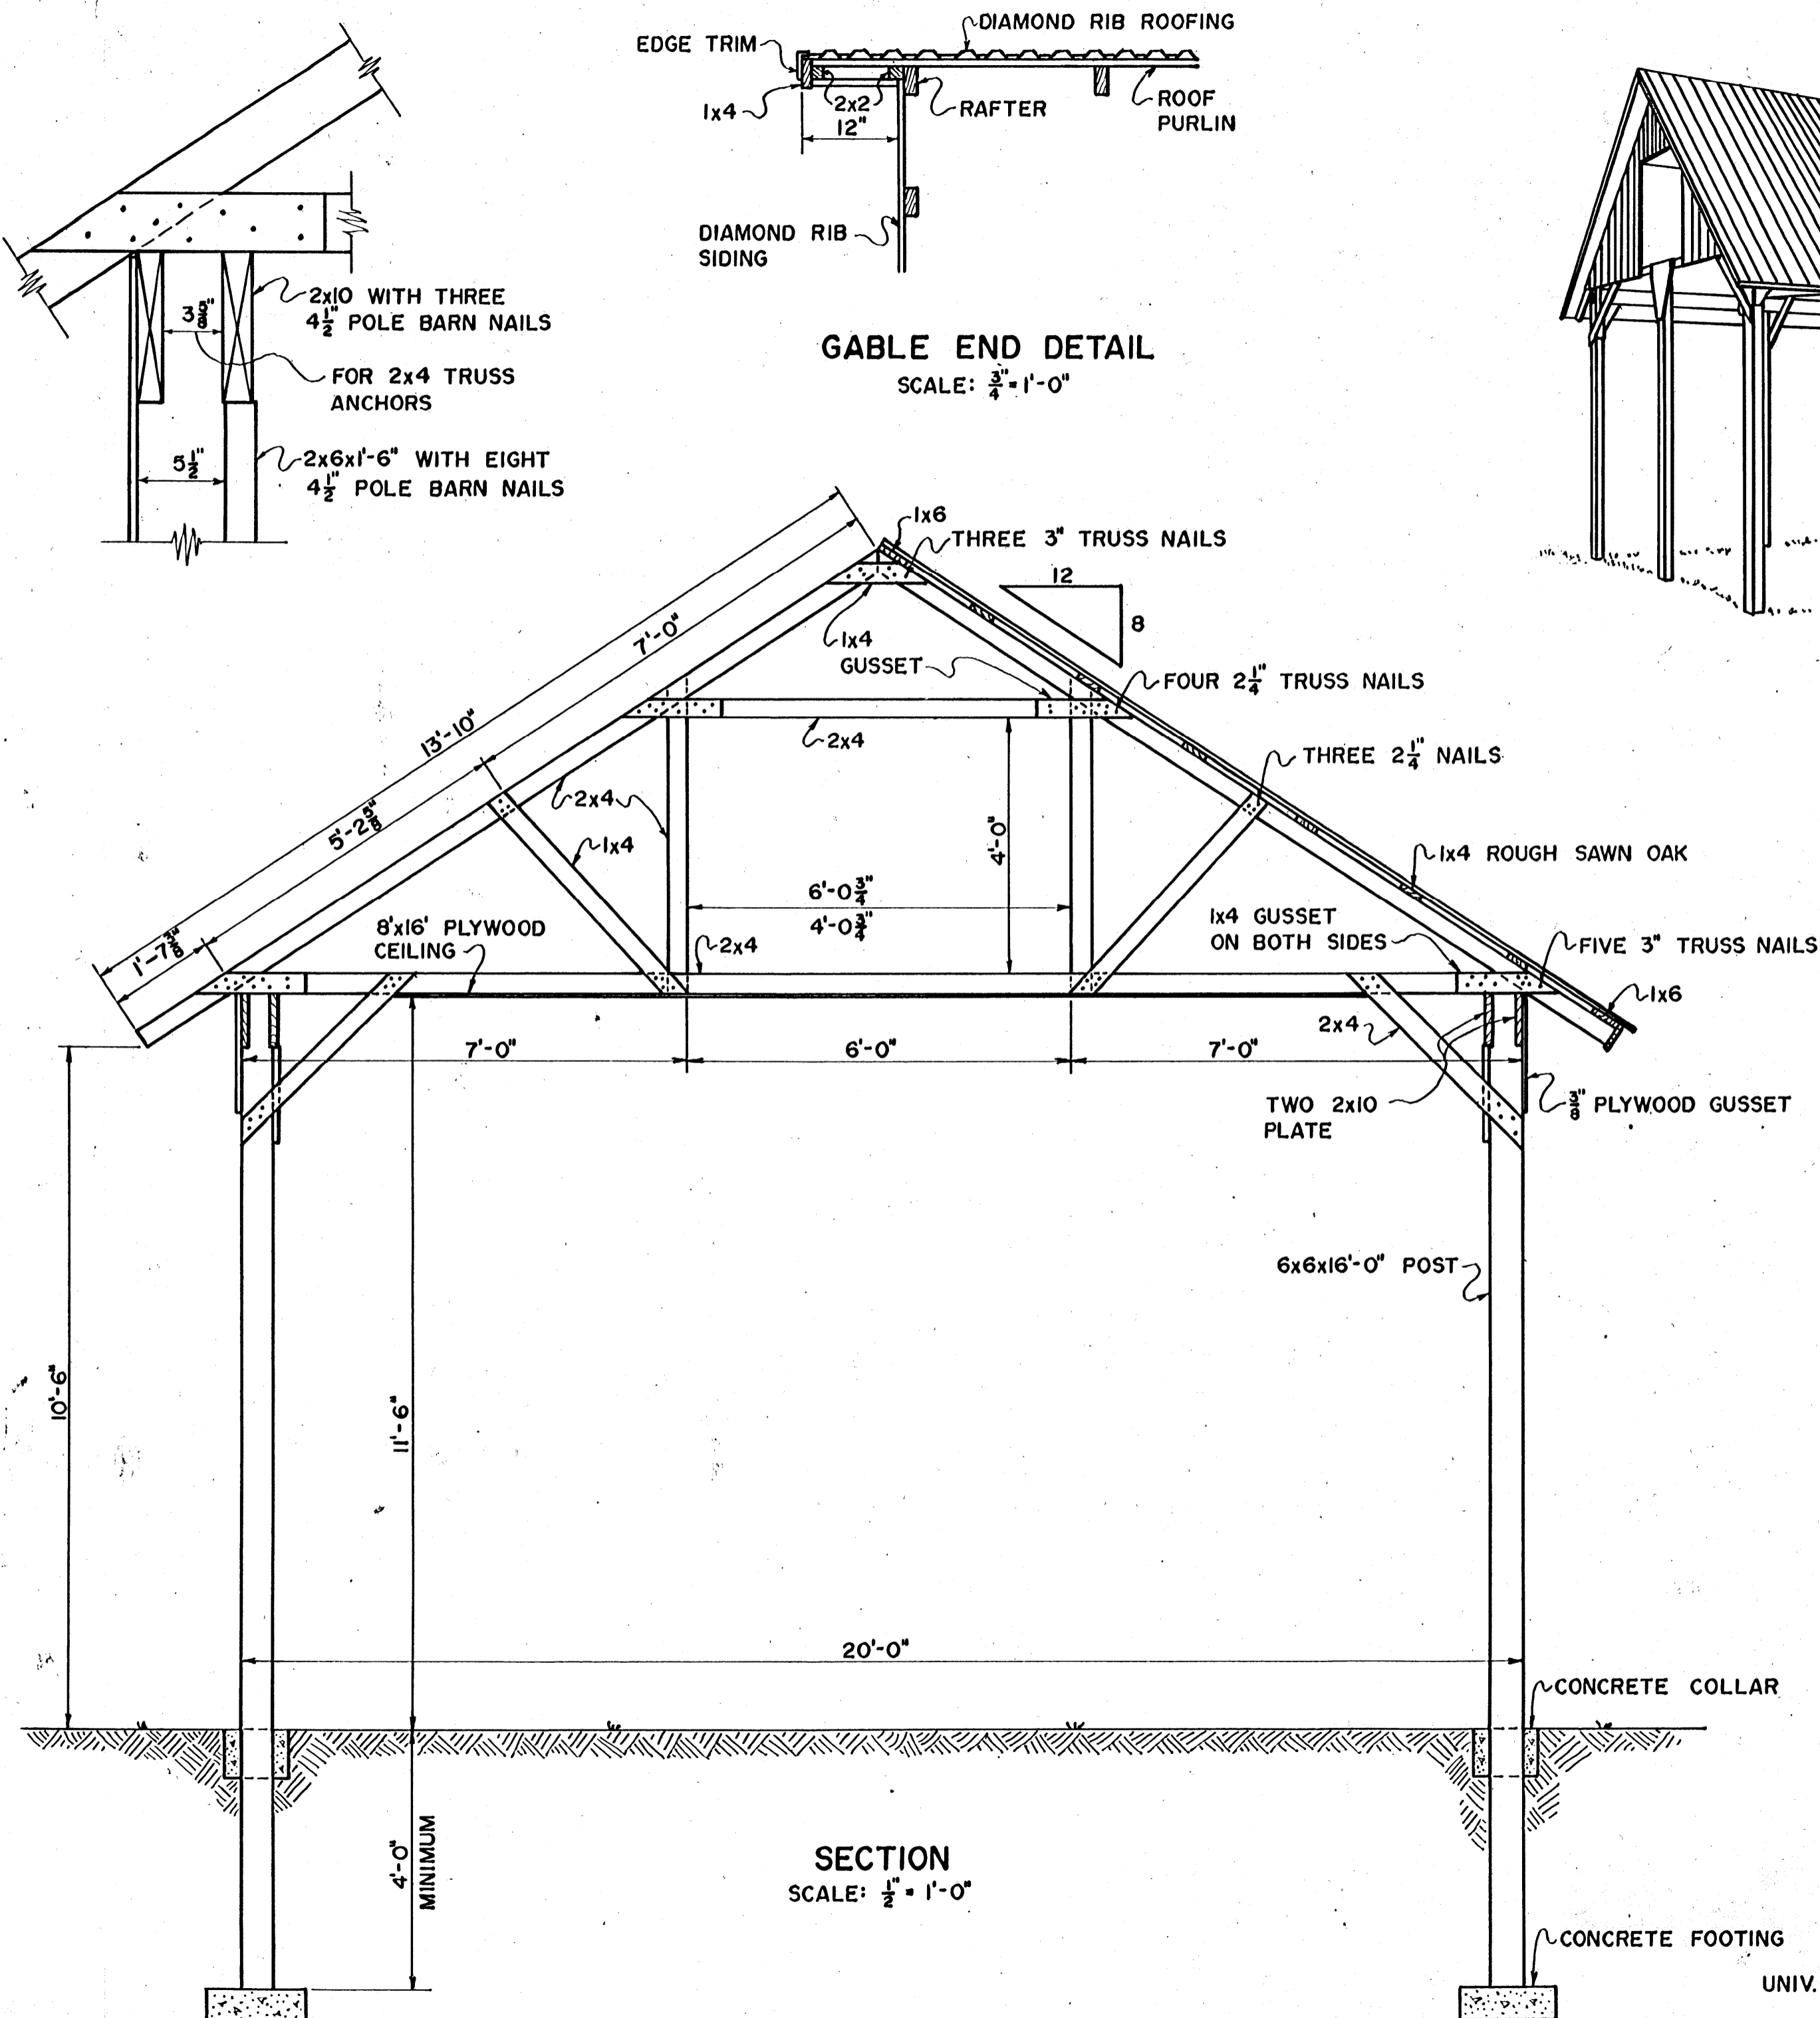 EDGE TRIM
DIAMOND RIB ROOFING
1x4
2x2
12"
RAFTER
ROOF
PURLIN
DIAMOND RIB
SIDING
GABLE END DETAIL
SCALE: 3/4" = 1'-0"
2x10 WITH THREE
4 1/2" POLE BARN NAILS
3 5/8"
FOR 2x4 TRUSS
ANCHORS
5 1/2"
2x6x1'-6" WITH EIGHT
4 1/2" POLE BARN NAILS
1x6
THREE 3" TRUSS NAILS
12
8
7'-0"
1x4
GUSSET
FOUR 2 1/4" TRUSS NAILS
13'-10"
2x4
THREE 2 1/4" NAILS
5'-2 5/8"
2x4
1x4
4'-0"
1x4 ROUGH SAWN OAK
6'-0 3/4"
4'-0 3/4"
1'-7 3/8"
8'x16' PLYWOOD
CEILING
2x4
1x4 GUSSET
ON BOTH SIDES
FIVE 3" TRUSS NAILS
1x6
2x4
7'-0"
6'-0"
7'-0"
TWO 2x10
PLATE
3/8" PLYWOOD GUSSET
6x6x16'-0" POST
10'-6"
11'-6"
20'-0"
CONCRETE COLLAR
4'-0"
MINIMUM
SECTION
SCALE: 1/2" = 1'-0"
CONCRETE FOOTING
UNIV.